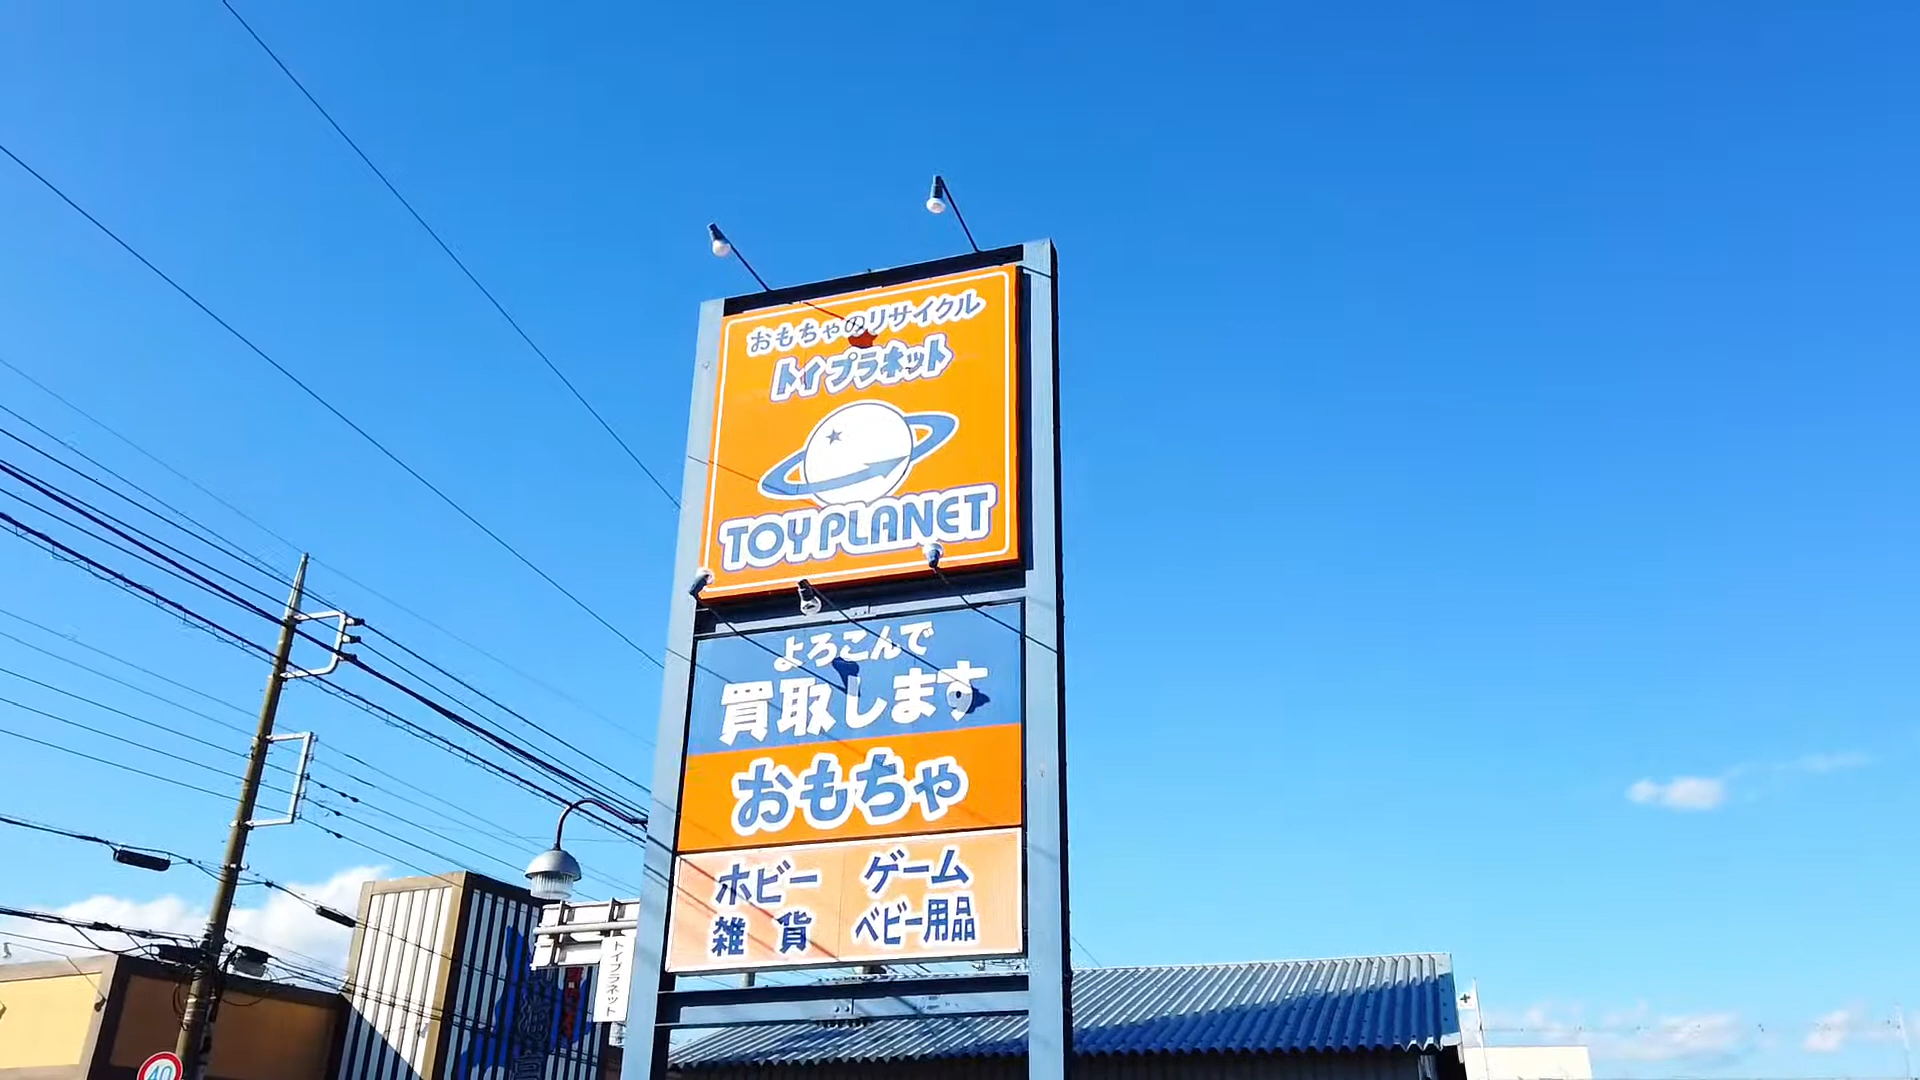 おもちゃのリサイクル
トイプラネット
TOYPLANET
よろこんで
買取します
おもちゃ
ホビー ゲーム
雑貨 ベビー用品
トイプラネット
40